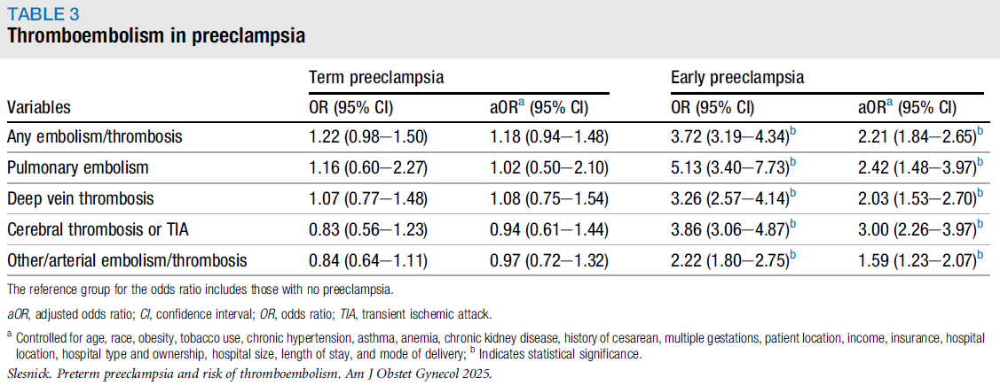 TABLE 3
Thromboembolism in preeclampsia
Term preeclampsia Early preeclampsia
Variables OR (95% CI) aORa (95% CI) OR (95% CI) aORa (95% CI)
Any embolism/thrombosis 1.22 (0.98—1.50) 1.18 (0.94—1.48) 3.72 (3.19—4.34)b 2.21 (1.84—2.65)b
Pulmonary embolism 1.16 (0.60—2.27) 1.02 (0.50—2.10) 5.13 (3.40—7.73)b 2.42 (1.48—3.97)b
Deep vein thrombosis 1.07 (0.77—1.48) 1.08 (0.75—1.54) 3.26 (2.57—4.14)b 2.03 (1.53—2.70)b
Cerebral thrombosis or TIA 0.83 (0.56—1.23) 0.94 (0.61—1.44) 3.86 (3.06—4.87)b 3.00 (2.26—3.97)b
Other/arterial embolism/thrombosis 0.84 (0.64—1.11) 0.97 (0.72—1.32) 2.22 (1.80—2.75)b 1.59 (1.23—2.07)b
The reference group for the odds ratio includes those with no preeclampsia.
aOR, adjusted odds ratio; CI, confidence interval; OR, odds ratio; TIA, transient ischemic attack.
a Controlled for age, race, obesity, tobacco use, chronic hypertension, asthma, anemia, chronic kidney disease, history of cesarean, multiple gestations, patient location, income, insurance, hospital
location, hospital type and ownership, hospital size, length of stay, and mode of delivery; b Indicates statistical significance.
Slesnick. Preterm preeclampsia and risk of thromboembolism. Am J Obstet Gynecol 2025.